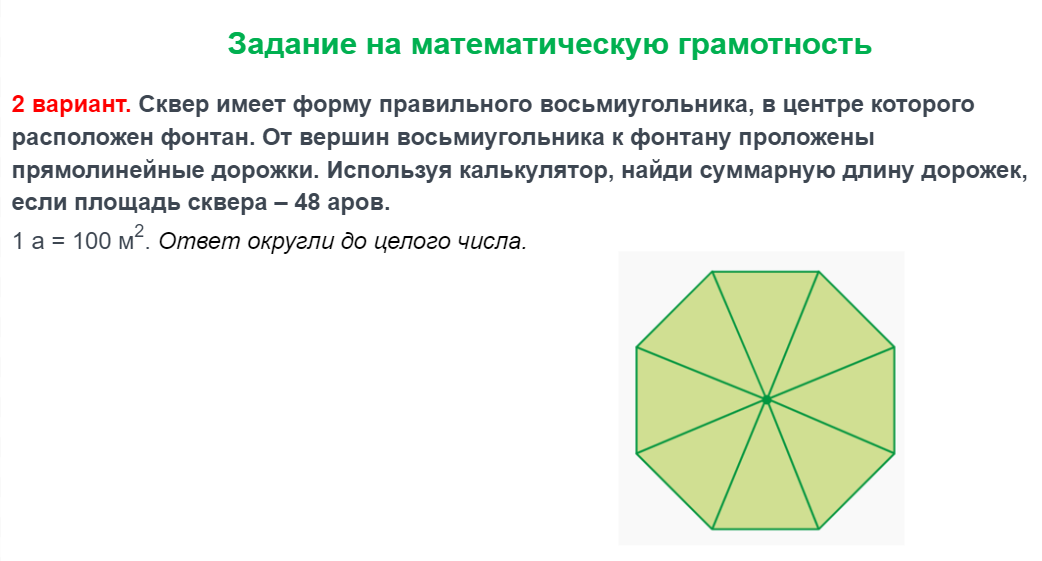 Задание на математическую грамотность
2 вариант. Сквер имеет форму правильного восьмиугольника, в центре которого
расположен фонтан. От вершин восьмиугольника к фонтану проложены
прямолинейные дорожки. Используя калькулятор, найди суммарную длину дорожек,
если площадь сквера – 48 аров.
1 а = 100 м². Ответ округли до целого числа.